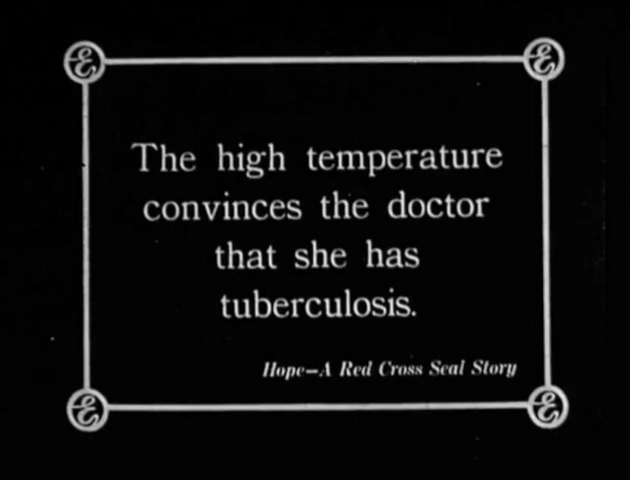 The high temperature
convinces the doctor
that she has
tuberculosis.
Hope—A Red Cross Seal Story